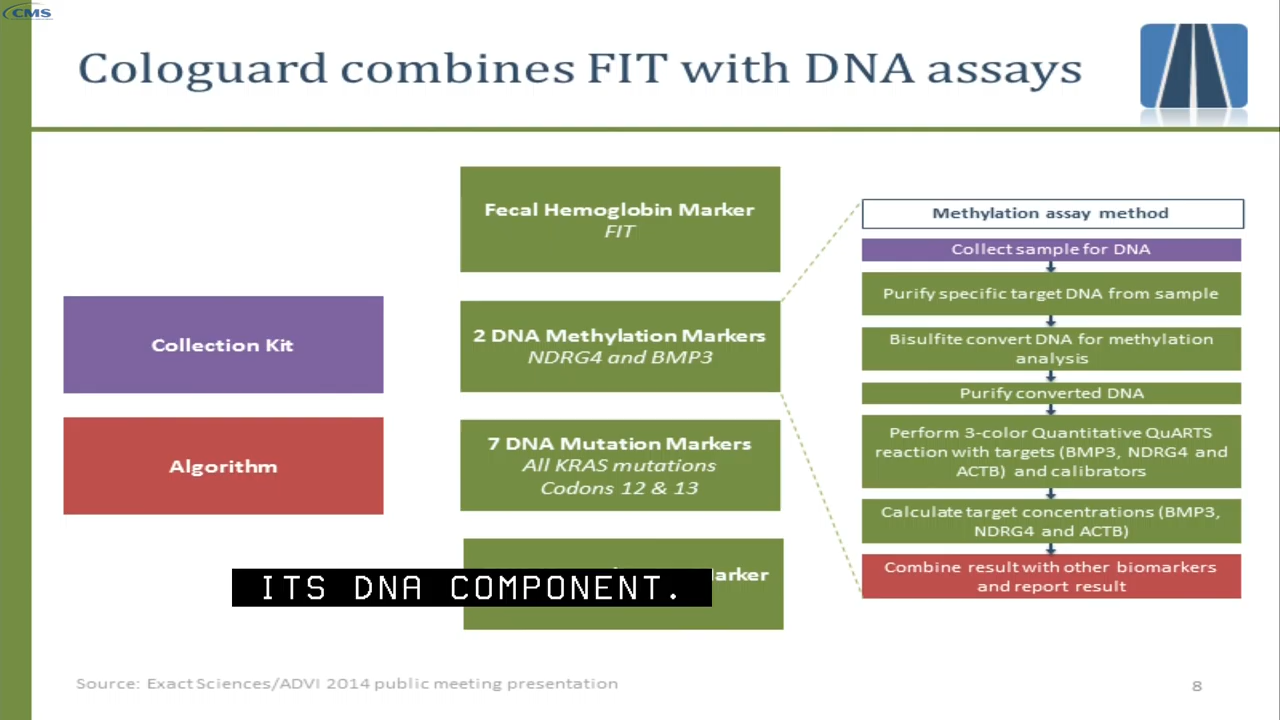 CMS
Cologuard combines FIT with DNA assays
Fecal Hemoglobin Marker
FIT
Collection Kit
2 DNA Methylation Markers
NDRG4 and BMP3
Algorithm
7 DNA Mutation Markers
All KRAS mutations
Codons 12 & 13
Marker
ITS DNA COMPONENT.
Methylation assay method
Collect sample for DNA
Purify specific target DNA from sample
Bisulfite convert DNA for methylation
analysis
Purify converted DNA
Perform 3-color Quantitative QuARTS
reaction with targets (BMP3, NDRG4 and
ACTB) and calibrators
Calculate target concentrations (BMP3,
NDRG4 and ACTB)
Combine result with other biomarkers
and report result
Source: Exact Sciences/ADVI 2014 public meeting presentation
8